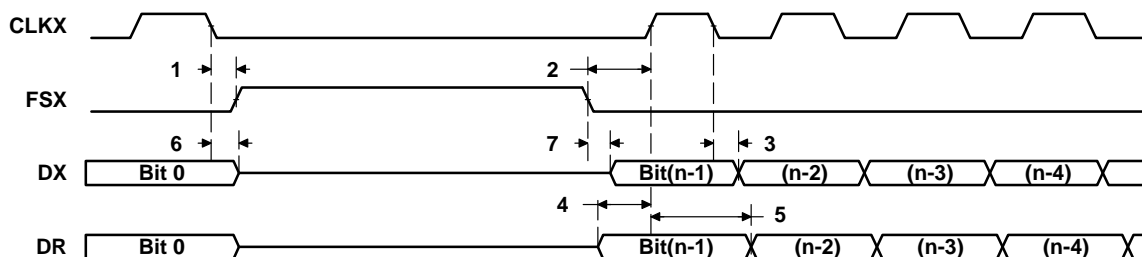 CLKX
1 2
FSX
6 7 3
DX Bit 0 Bit(n-1) (n-2) (n-3) (n-4)
4 5
DR Bit 0 Bit(n-1) (n-2) (n-3) (n-4)